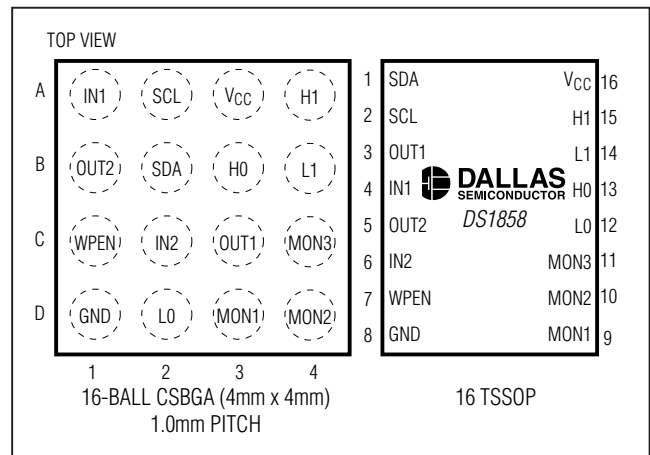 TOP VIEW
A IN1 SCL VCC H1
B OUT2 SDA H0 L1
C WPEN IN2 OUT1 MON3
D GND L0 MON1 MON2
1 2 3 4
16-BALL CSBGA (4mm x 4mm)
1.0mm PITCH
1 SDA VCC 16
2 SCL H1 15
3 OUT1 L1 14
4 IN1 DALLAS SEMICONDUCTOR H0 13
5 OUT2 DS1858 L0 12
6 IN2 MON3 11
7 WPEN MON2 10
8 GND MON1 9
16 TSSOP